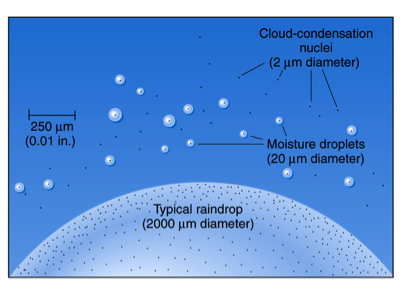 Cloud-condensation
nuclei
(2 μm diameter)
250 μm
(0.01 in.)
Moisture droplets
(20 μm diameter)
Typical raindrop
(2000 μm diameter)